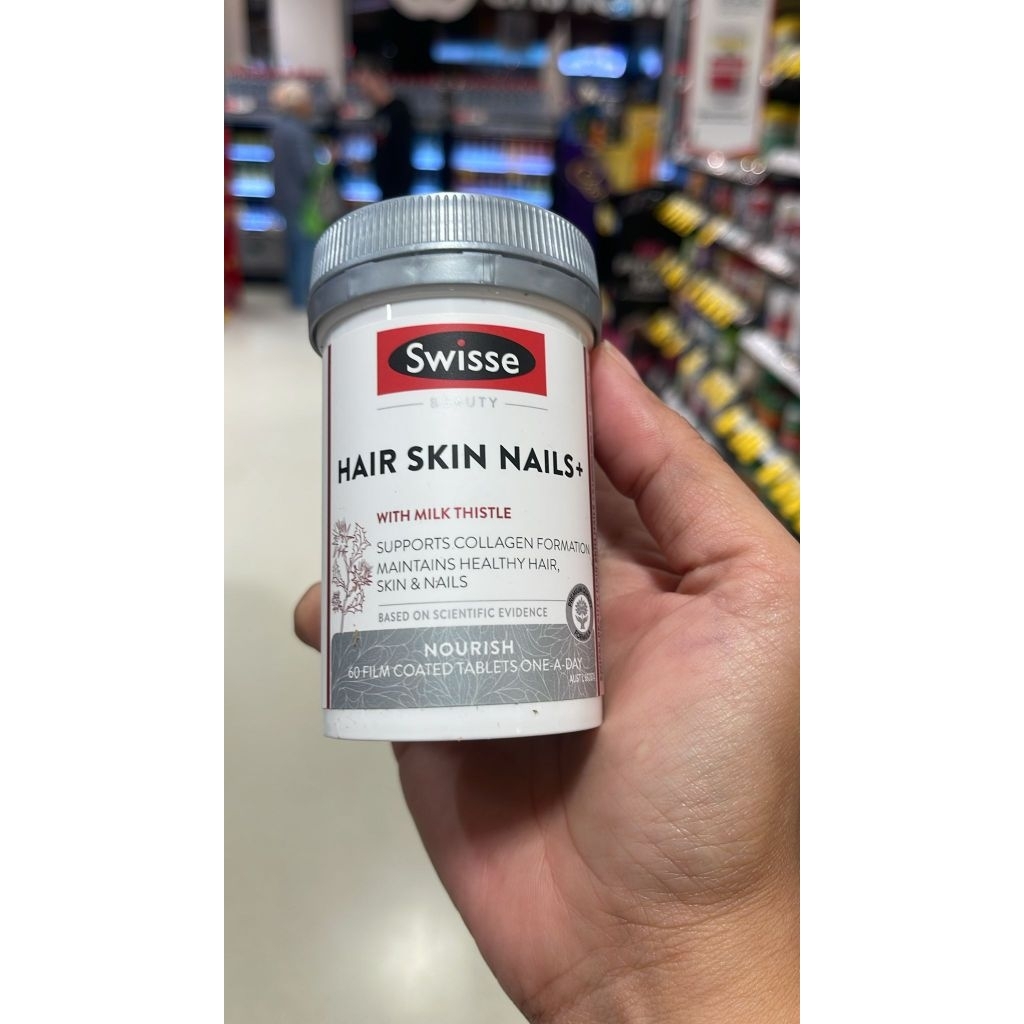 Swisse
BEAUTY
HAIR SKIN NAILS+
WITH MILK THISTLE
SUPPORTS COLLAGEN FORMATION
MAINTAINS HEALTHY HAIR,
SKIN & NAILS
BASED ON SCIENTIFIC EVIDENCE
NOURISH
60 FILM COATED TABLETS ONE-A-DAY
AUST L